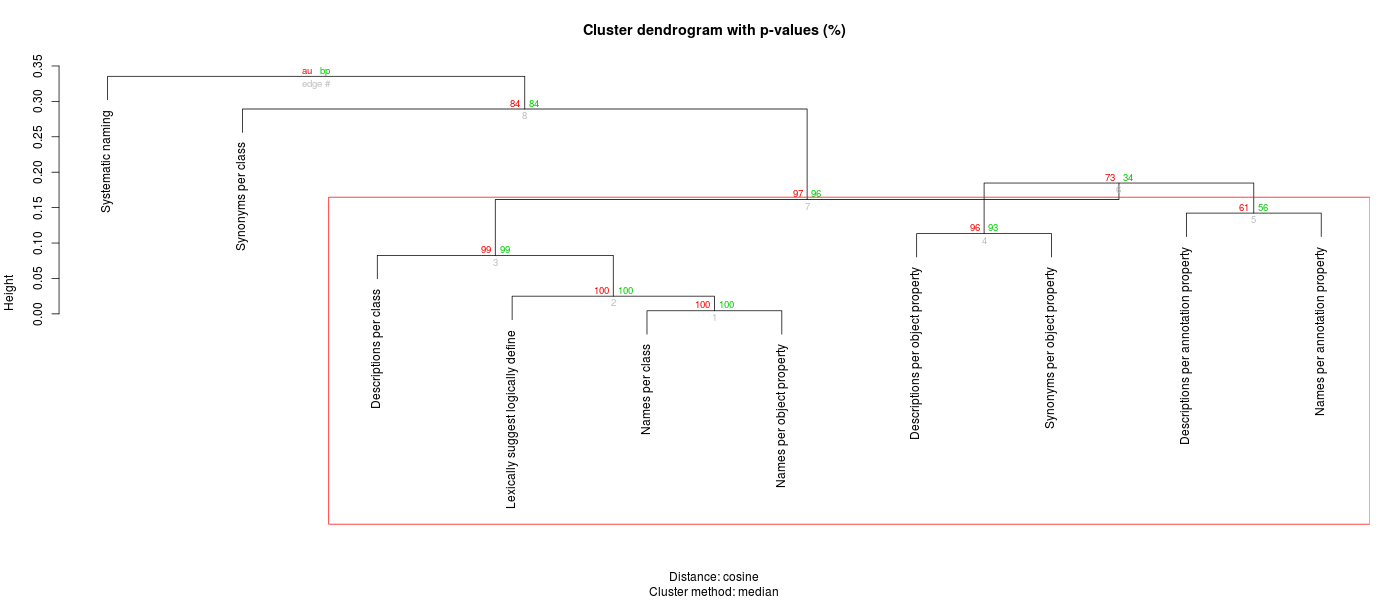 Cluster dendrogram with p-values (%)
0.35
0.30
0.25
0.20
0.15
0.10
0.05
0.00
Height
au bp
edge #
84 84
8
97 96
7
73 34
6
61 56
5
96 93
4
99 99
3
100 100
2
100 100
1
Systematic naming
Synonyms per class
Descriptions per class
Lexically suggest logically define
Names per class
Names per object property
Descriptions per object property
Synonyms per object property
Descriptions per annotation property
Names per annotation property
Distance: cosine
Cluster method: median